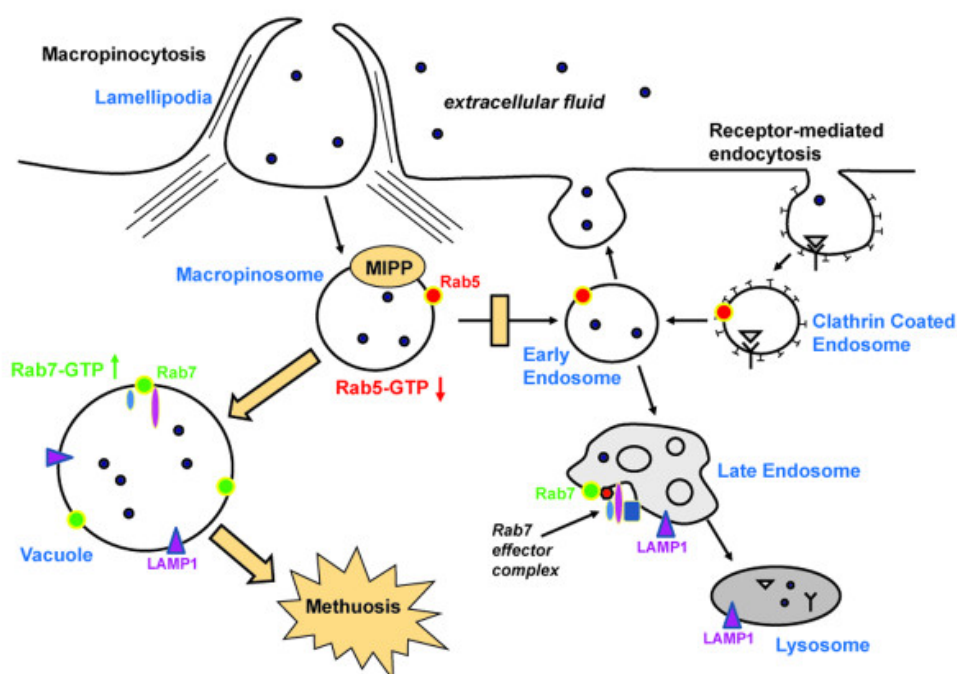 Macropinocytosis
Lamellipodia
extracellular fluid
Receptor-mediated
endocytosis
Macropinosome
MIPP
Rab5
Clathrin Coated
Endosome
Early
Endosome
Rab7-GTP
Rab7
Rab5-GTP
Late Endosome
Rab7
Rab7
effector
complex
LAMP1
Vacuole
LAMP1
Methuosis
LAMP1
Lysosome